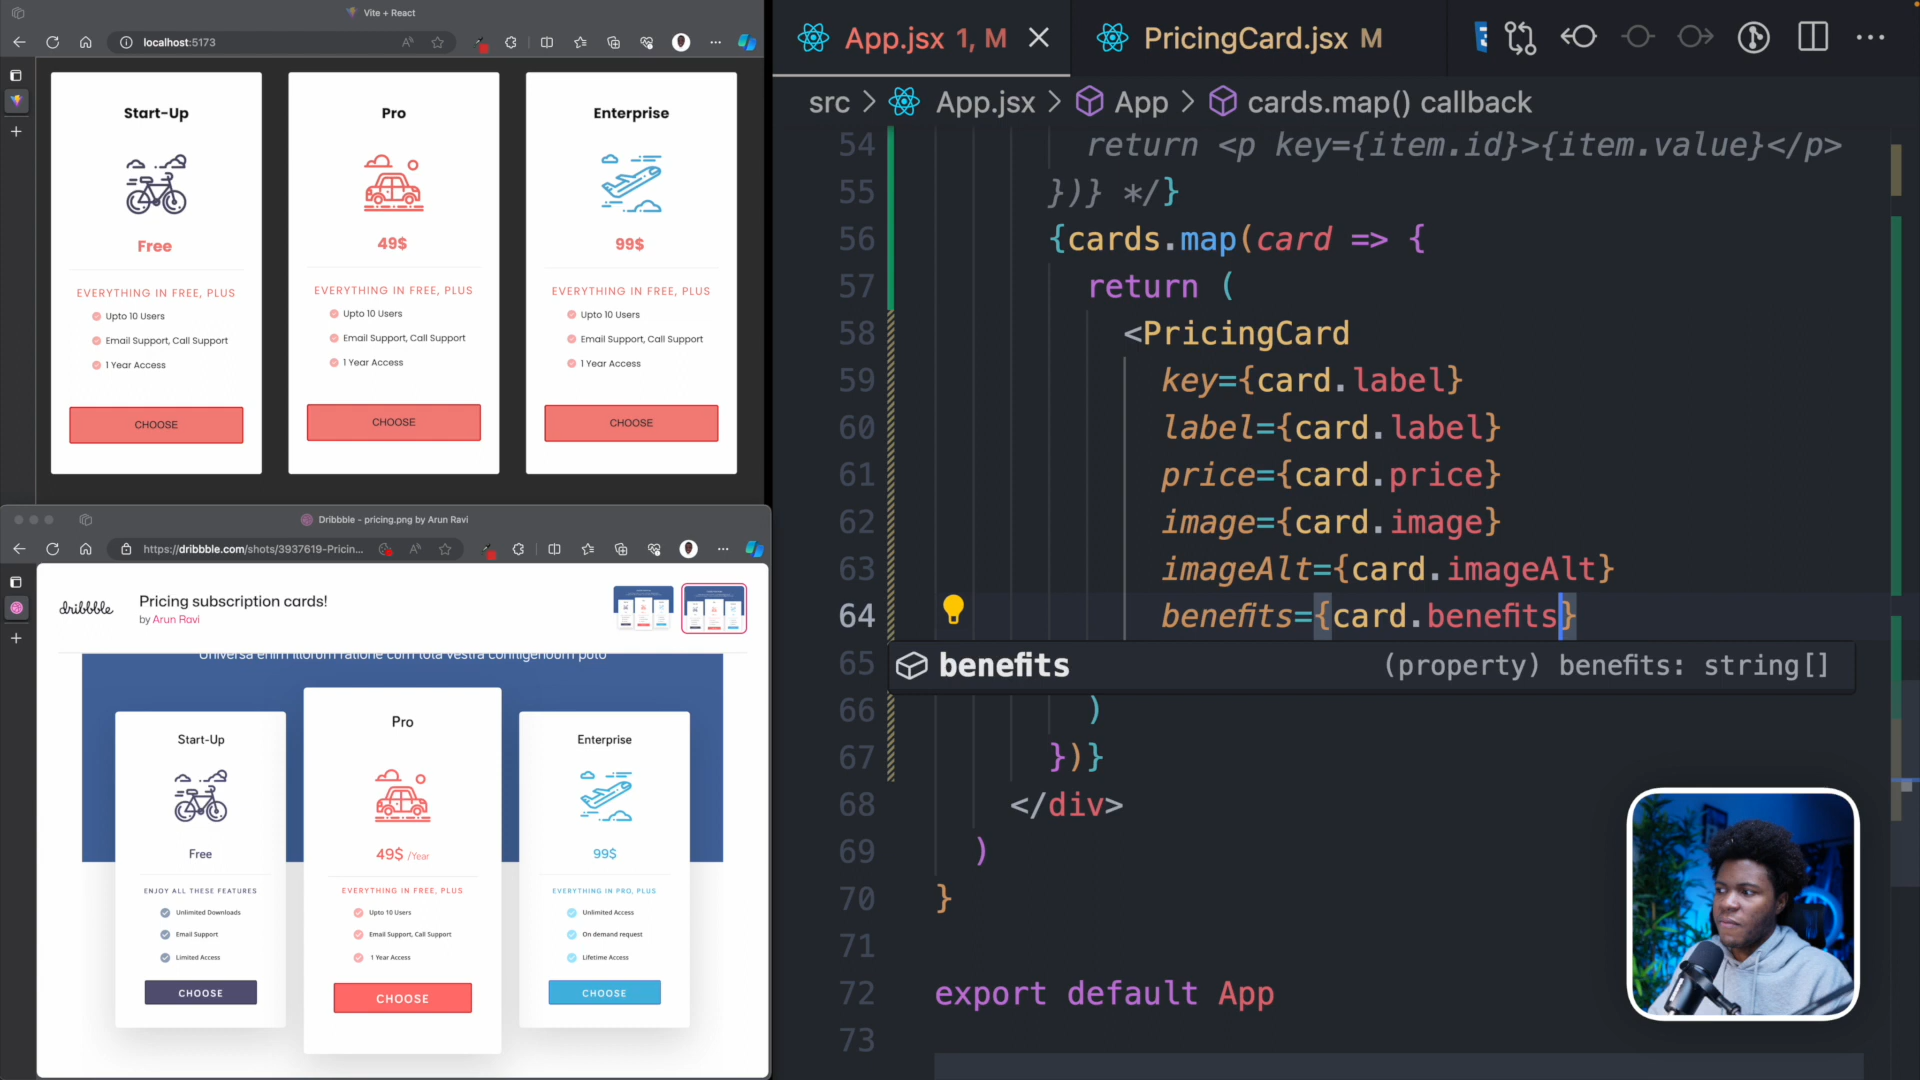 Vite + React
localhost:5173
Start-Up
Free
EVERYTHING IN FREE, PLUS
Upto 10 Users
Email Support, Call Support
1 Year Access
CHOOSE
Pro
49$
EVERYTHING IN FREE, PLUS
Upto 10 Users
Email Support, Call Support
1 Year Access
CHOOSE
Enterprise
99$
EVERYTHING IN FREE, PLUS
Upto 10 Users
Email Support, Call Support
1 Year Access
CHOOSE
Dribbble - pricing.png by Arun Ravi
https://dribbble.com/shots/3937619-Pricin...
dribbble
Pricing subscription cards!
by Arun Ravi
Universa enim illorum ratione cum tota vestra confligendum puto
Start-Up
Free
ENJOY ALL THESE FEATURES
Unlimited Downloads
Email Support
Limited Access
CHOOSE
Pro
49$ /Year
EVERYTHING IN FREE, PLUS
Upto 10 Users
Email Support, Call Support
1 Year Access
CHOOSE
Enterprise
99$
EVERYTHING IN PRO, PLUS
Unlimited Access
On demand request
Lifetime Access
CHOOSE
App.jsx 1, M
PricingCard.jsx M
src > App.jsx > App > cards.map() callback
54 return <p key={item.id}>{item.value}</p>
55 })} */}
56 {cards.map(card => {
57 return (
58 <PricingCard
59 key={card.label}
60 label={card.label}
61 price={card.price}
62 image={card.image}
63 imageAlt={card.imageAlt}
64 benefits={card.benefits}
65 benefits (property) benefits: string[]
66 )
67 })}
68 </div>
69 )
70 }
71
72 export default App
73